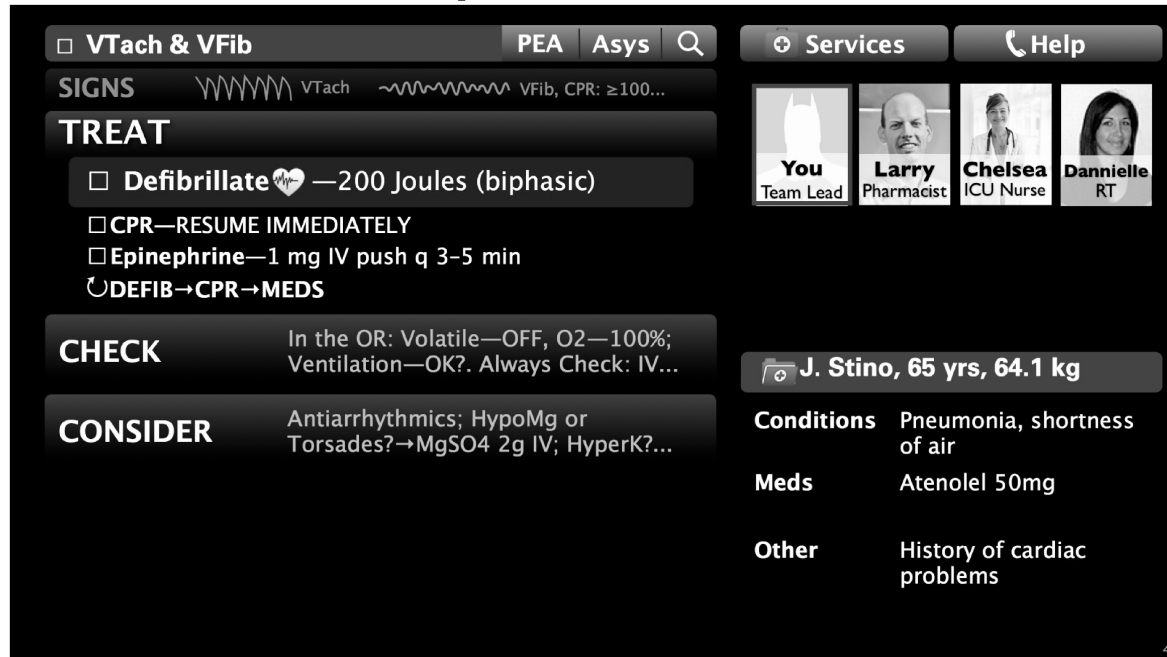 VTach & VFib
PEA
Asys
Services
Help
SIGNS
VTach
VFib, CPR: ≥100...
TREAT
Defibrillate —200 Joules (biphasic)
CPR—RESUME IMMEDIATELY
Epinephrine—1 mg IV push q 3–5 min
DEFIB→CPR→MEDS
CHECK
In the OR: Volatile—OFF, O2—100%;
Ventilation—OK?. Always Check: IV...
CONSIDER
Antiarrhythmics; HypoMg or
Torsades?→MgSO4 2g IV; HyperK?...
You
Team Lead
Larry
Pharmacist
Chelsea
ICU Nurse
Dannielle
RT
J. Stino, 65 yrs, 64.1 kg
Conditions
Pneumonia, shortness
of air
Meds
Atenolel 50mg
Other
History of cardiac
problems